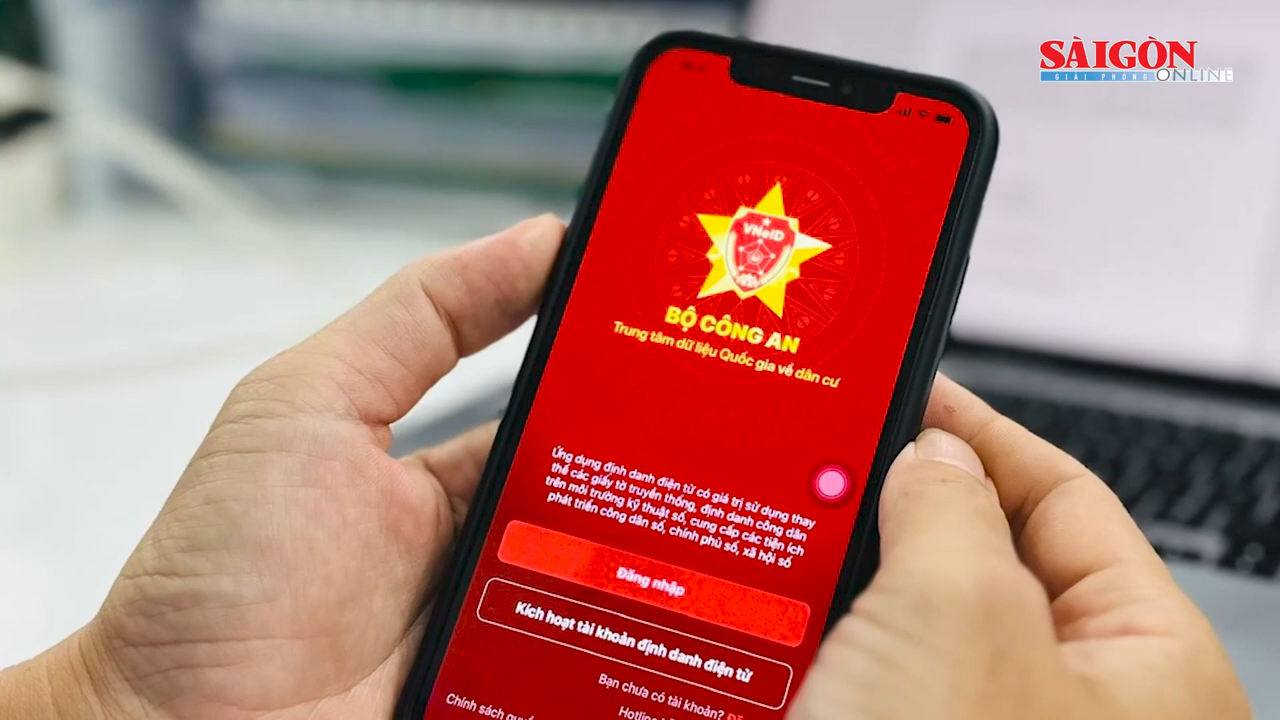 SÀIGÒN
GIẢI PHÓNG ONLINE
VNeID
BỘ CÔNG AN
Trung tâm dữ liệu Quốc gia về dân cư
Ứng dụng định danh điện tử có giá trị sử dụng thay
thế các giấy tờ truyền thống, định danh công dân
trên môi trường kỹ thuật số, cung cấp các tiện ích
phát triển công dân số, chính phủ số, xã hội số
Đăng nhập
Kích hoạt tài khoản định danh điện tử
Bạn chưa có tài khoản?
Hotline
Chính sách